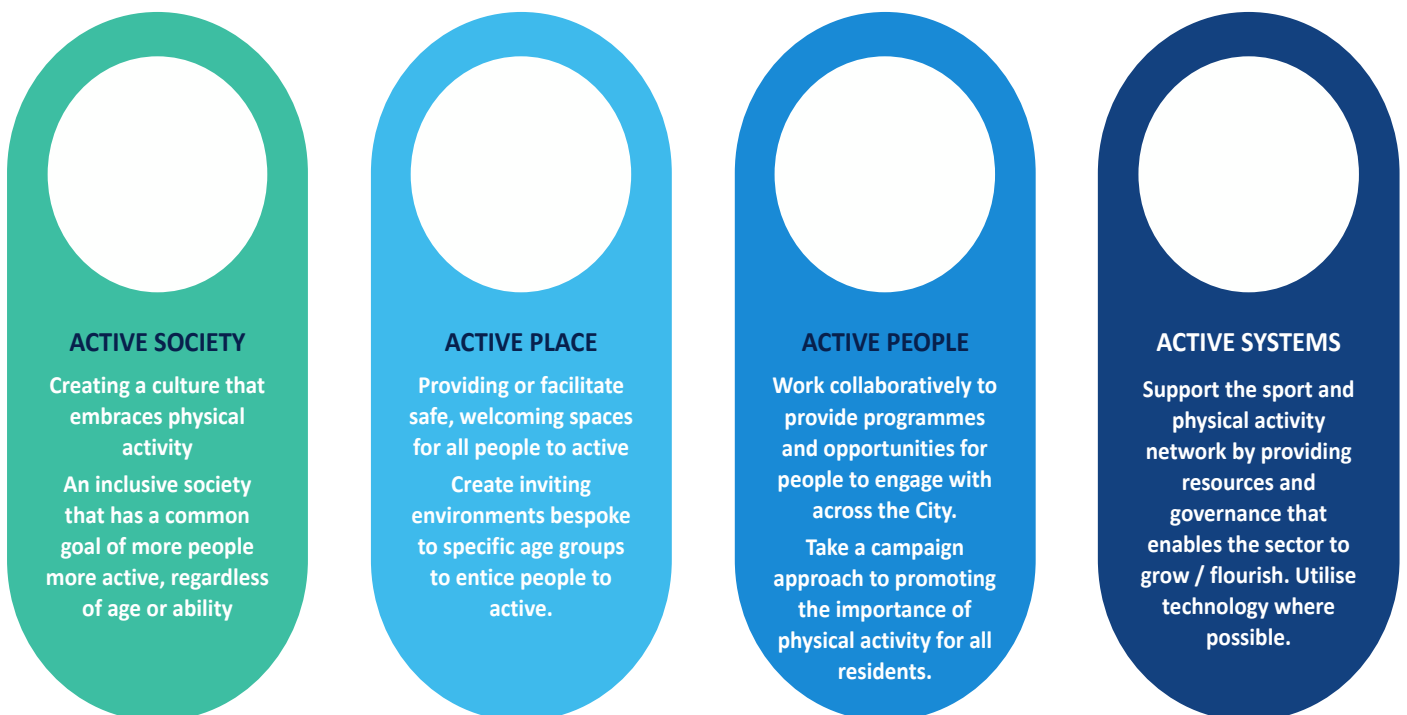 ACTIVE SOCIETY
Creating a culture that
embraces physical
activity
An inclusive society
that has a common
goal of more people
more active, regardless
of age or ability
ACTIVE PLACE
Providing or facilitate
safe, welcoming spaces
for all people to active
Create inviting
environments bespoke
to specific age groups
to entice people to
active.
ACTIVE PEOPLE
Work collaboratively to
provide programmes
and opportunities for
people to engage with
across the City.
Take a campaign
approach to promoting
the importance of
physical activity for all
residents.
ACTIVE SYSTEMS
Support the sport and
physical activity
network by providing
resources and
governance that
enables the sector to
grow / flourish. Utilise
technology where
possible.